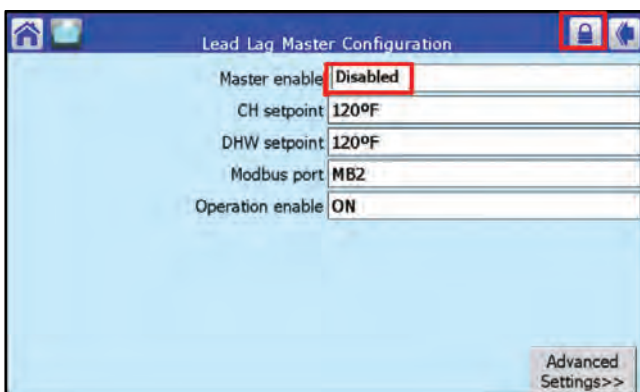 Lead Lag Master Configuration
Master enable Disabled
CH setpoint 120ºF
DHW setpoint 120ºF
Modbus port MB2
Operation enable ON
Advanced
Settings>>